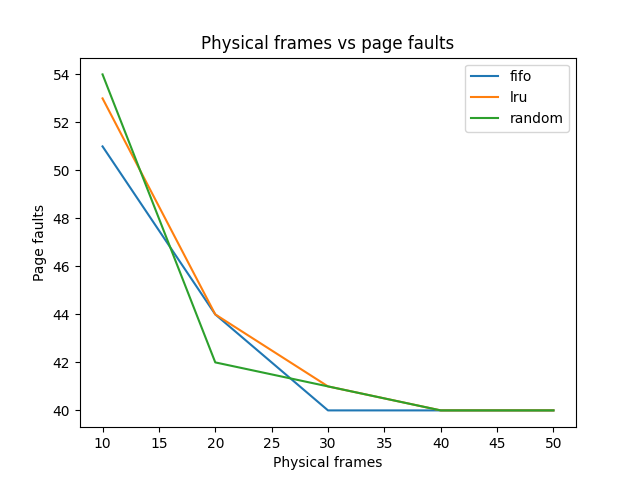 Physical frames vs page faults
fifo
lru
random
54
52
50
48
46
44
42
40
Page faults
10 15 20 25 30 35 40 45 50
Physical frames